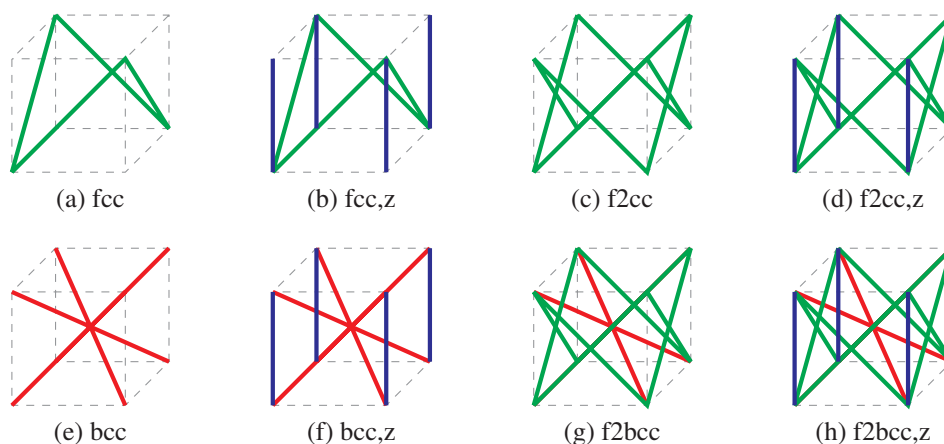 (a) fcc
(b) fcc,z
(c) f2cc
(d) f2cc,z
(e) bcc
(f) bcc,z
(g) f2bcc
(h) f2bcc,z